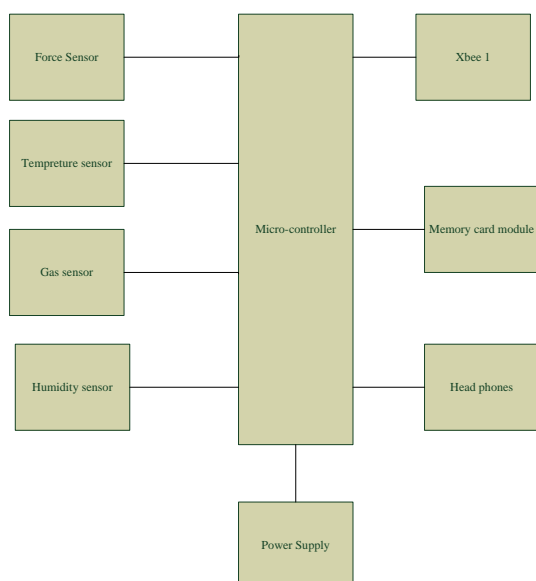 Force Sensor
Xbee 1
Tempreture sensor
Micro-controller
Memory card module
Gas sensor
Humidity sensor
Head phones
Power Supply